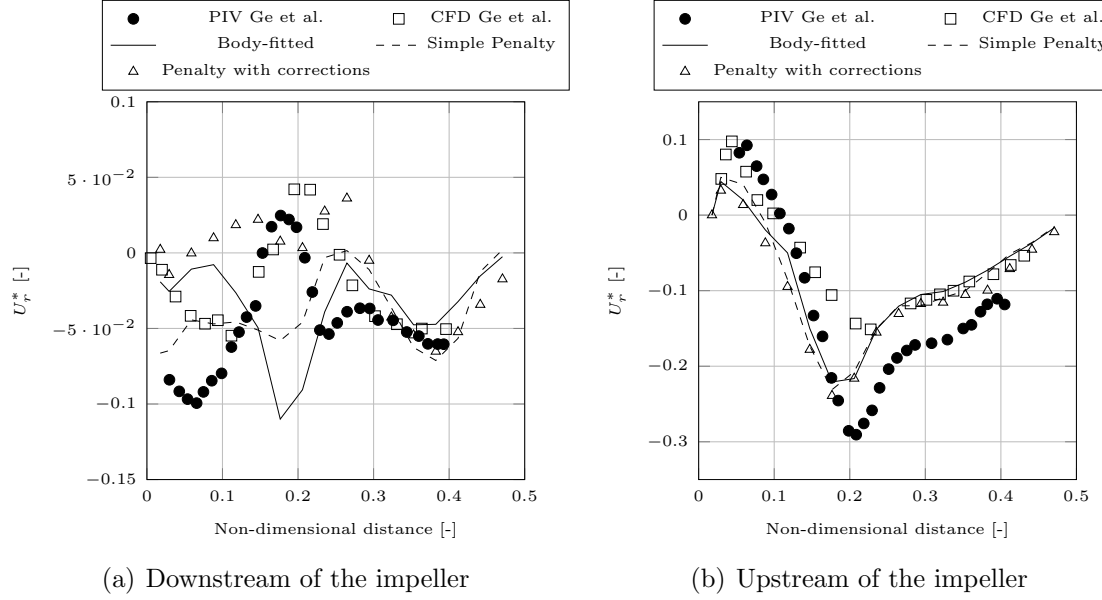 PIV Ge et al. CFD Ge et al.
Body-fitted Simple Penalty
Penalty with corrections
0.1
5 · 10⁻²
0
−5 · 10⁻²
−0.1
−0.15
0 0.1 0.2 0.3 0.4 0.5
U*r [-]
Non-dimensional distance [-]
(a) Downstream of the impeller
PIV Ge et al. CFD Ge et al.
Body-fitted Simple Penalty
Penalty with corrections
0.1
0
−0.1
−0.2
−0.3
0 0.1 0.2 0.3 0.4 0.5
U*r [-]
Non-dimensional distance [-]
(b) Upstream of the impeller